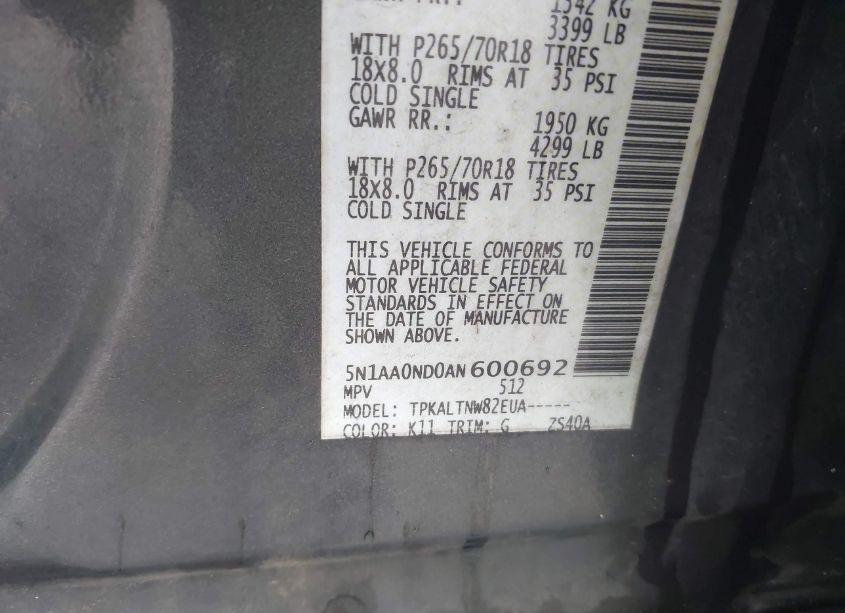 1542 KG
3399 LB
WITH P265/70R18 TIRES
18X8.0 RIMS AT 35 PSI
COLD SINGLE
GAWR RR.: 1950 KG
4299 LB
WITH P265/70R18 TIRES
18X8.0 RIMS AT 35 PSI
COLD SINGLE
THIS VEHICLE CONFORMS TO
ALL APPLICABLE FEDERAL
MOTOR VEHICLE SAFETY
STANDARDS IN EFFECT ON
THE DATE OF MANUFACTURE
SHOWN ABOVE.
5N1AA0ND0AN600692
MPV 512
MODEL: TPKALTNW82EUA-----
COLOR: K11 TRIM: G ZS40A